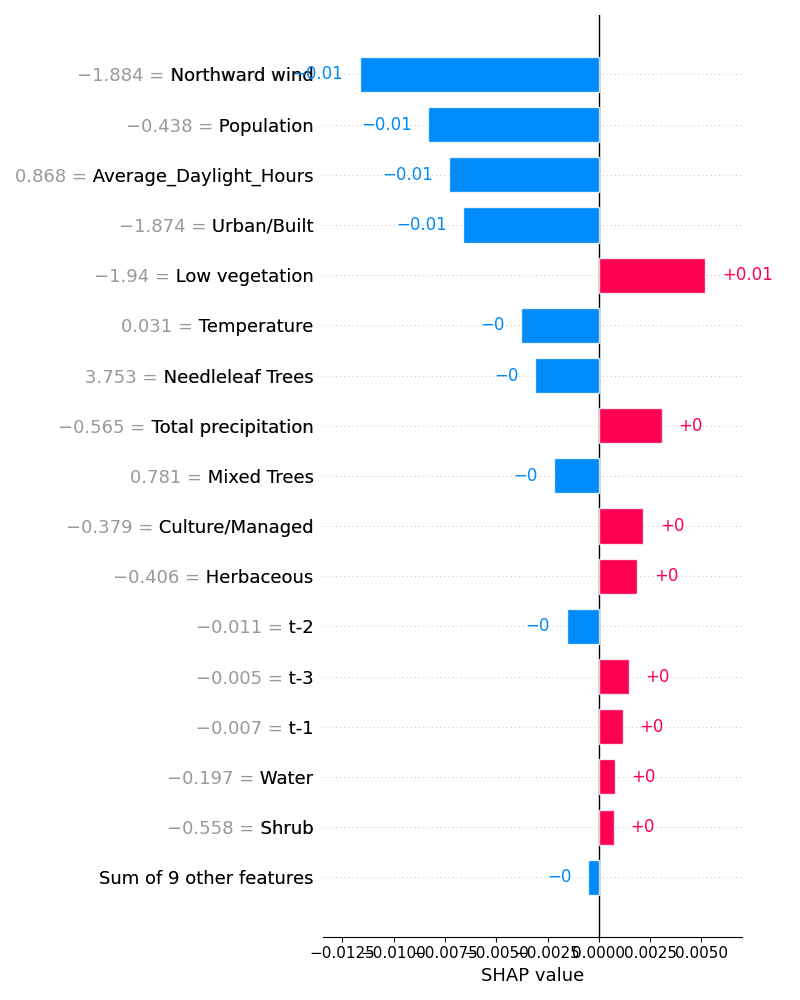 −1.884 = Northward wind −0.01
−0.438 = Population −0.01
0.868 = Average_Daylight_Hours −0.01
−1.874 = Urban/Built −0.01
−1.94 = Low vegetation +0.01
0.031 = Temperature −0
3.753 = Needleleaf Trees −0
−0.565 = Total precipitation +0
0.781 = Mixed Trees −0
−0.379 = Culture/Managed +0
−0.406 = Herbaceous +0
−0.011 = t-2 −0
−0.005 = t-3 +0
−0.007 = t-1 +0
−0.197 = Water +0
−0.558 = Shrub +0
Sum of 9 other features −0
−0.0125 −0.0100 −0.0075 −0.0050 −0.0025 0.0000 0.0025 0.0050
SHAP value